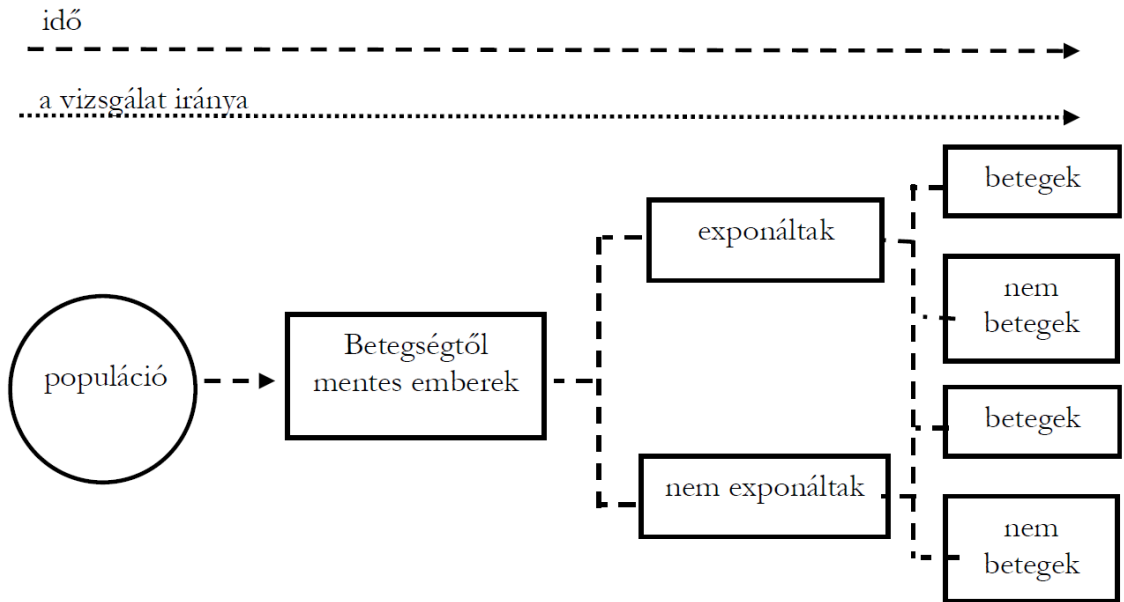 idő
a vizsgálat iránya
populáció
Betegségtől
mentes emberek
exponáltak
nem exponáltak
betegek
nem
betegek
betegek
nem
betegek